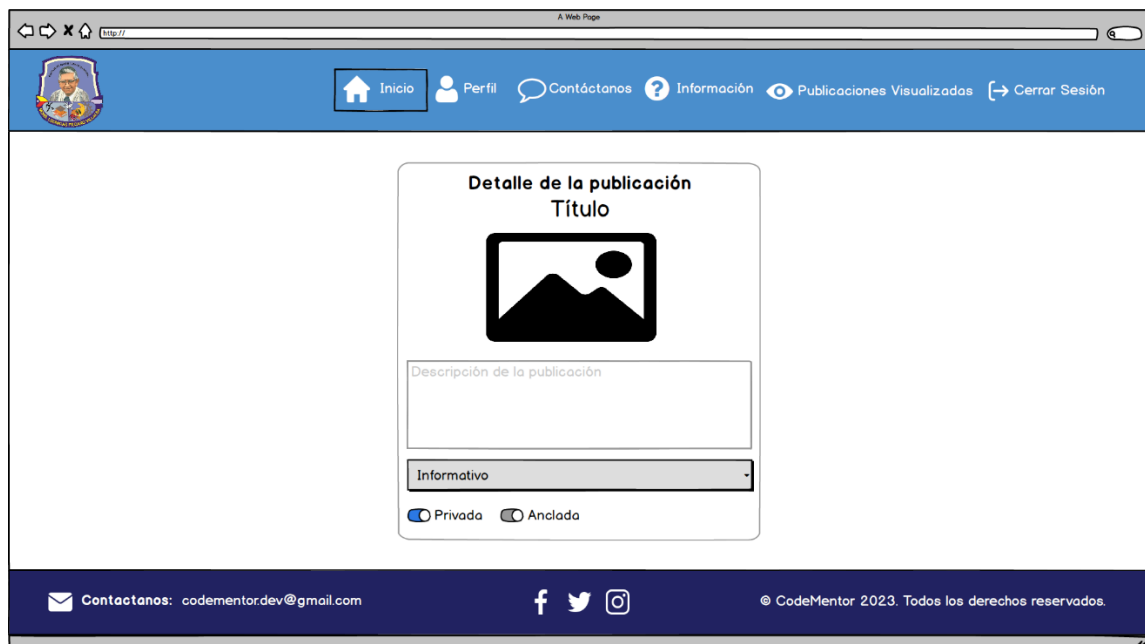 A Web Page
http://
Inicio
Perfil
Contáctanos
Información
Publicaciones Visualizadas
Cerrar Sesión
Detalle de la publicación
Título
Descripción de la publicación
Informativo
Privada
Anclada
Contactanos: codementor.dev@gmail.com
© CodeMentor 2023. Todos los derechos reservados.